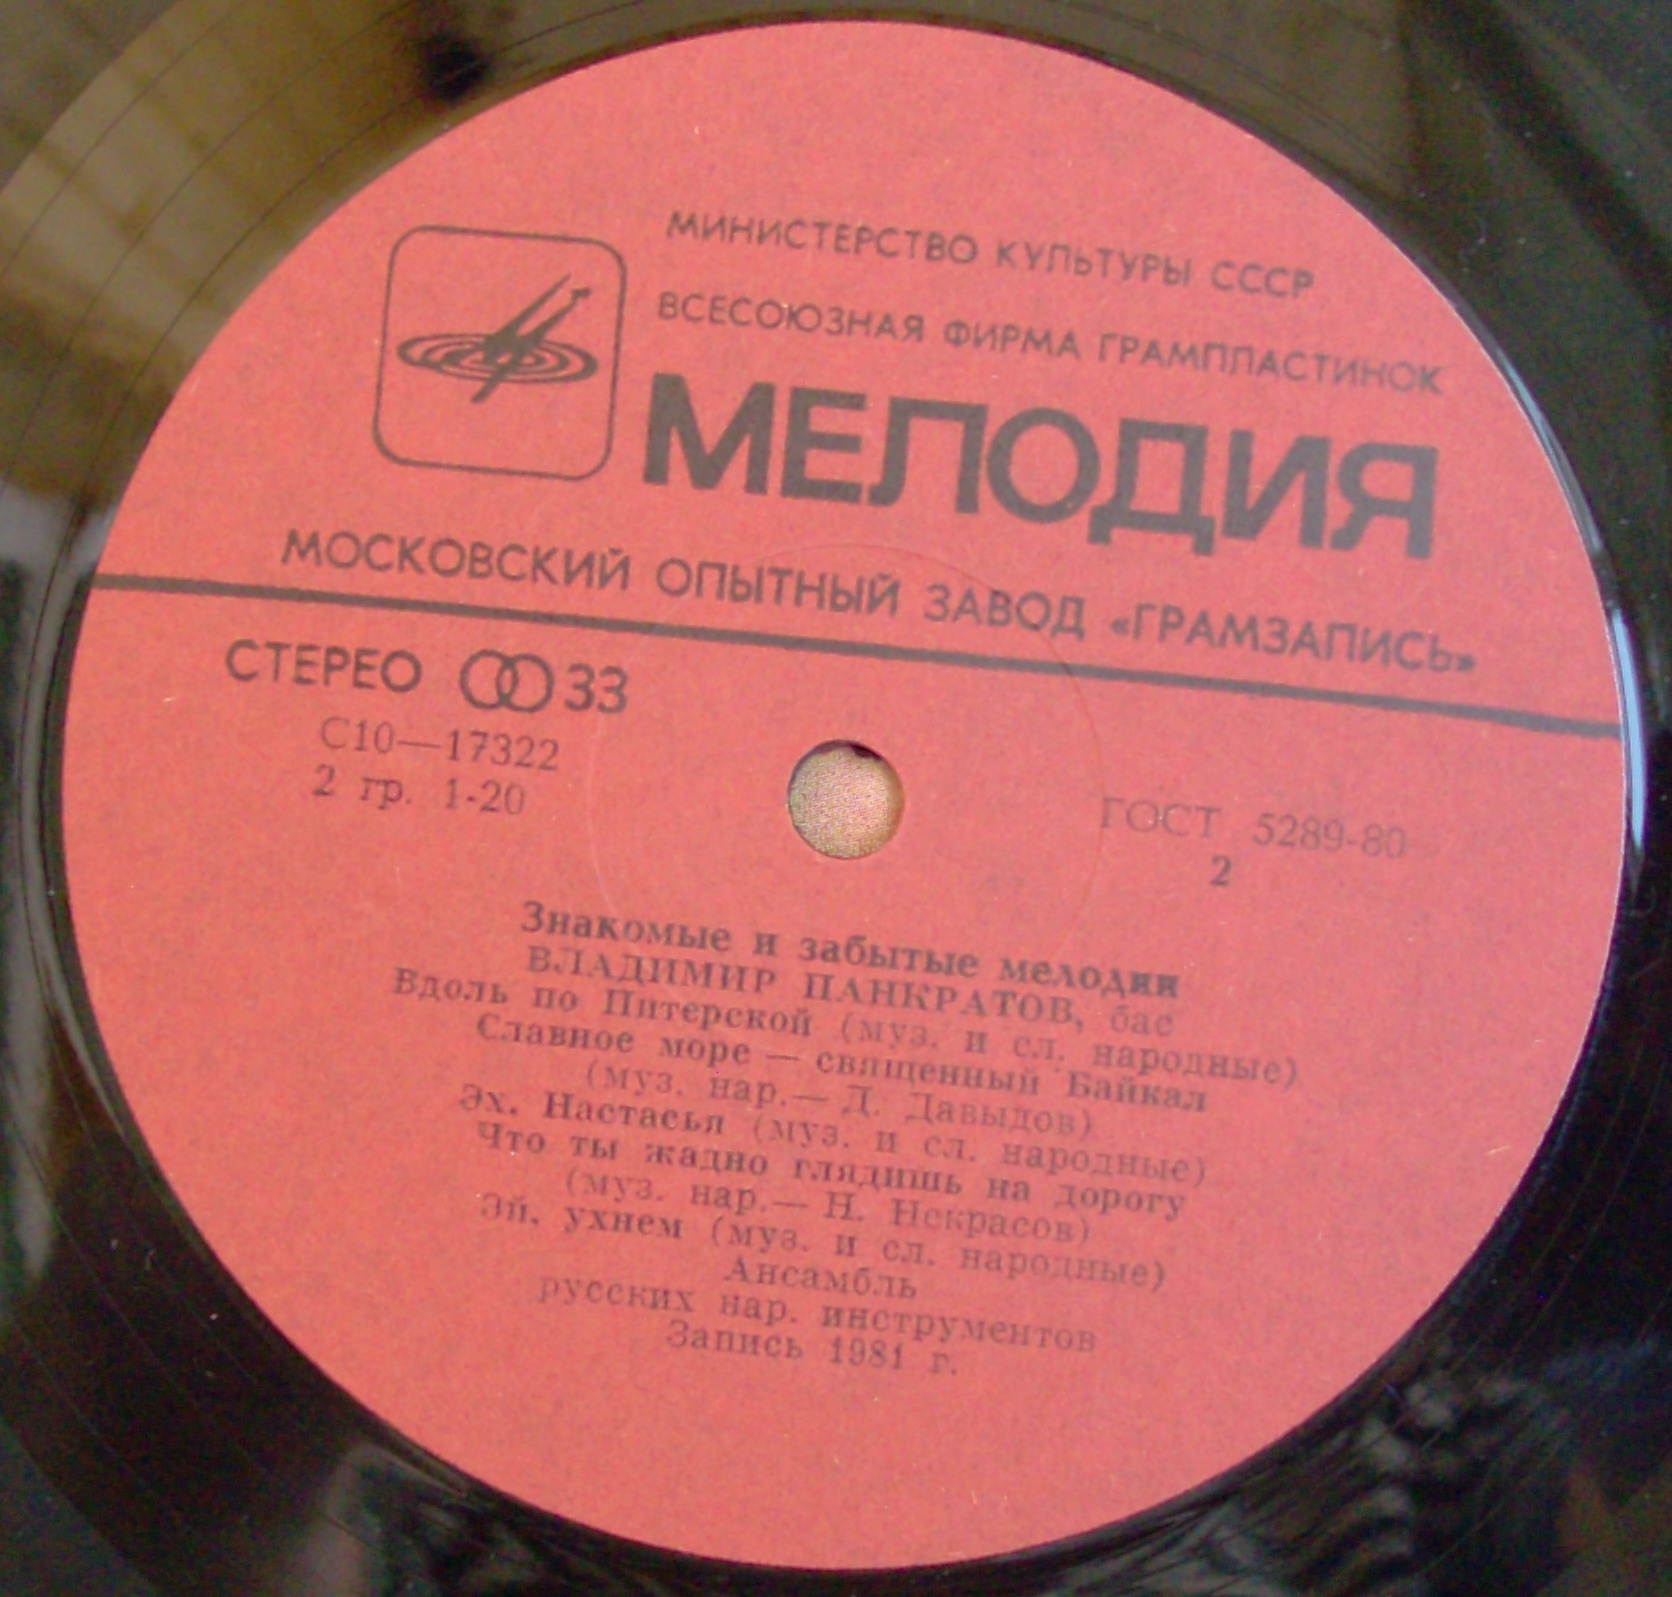 МИНИСТЕРСТВО КУЛЬТУРЫ СССР
ВСЕСОЮЗНАЯ ФИРМА ГРАМПЛАСТИНОК
МЕЛОДИЯ
МОСКОВСКИЙ ОПЫТНЫЙ ЗАВОД «ГРАМЗАПИСЬ»
СТЕРЕО 33
С10—17322
2 гр. 1-20
ГОСТ 5289-80
2
Знакомые и забытые мелодии
ВЛАДИМИР ПАНКРАТОВ, бас
Вдоль по Питерской (муз. и сл. народные)
Славное море — священный Байкал
(муз. нар.— Д. Давыдов)
Эх, Настасья (муз. и сл. народные)
Что ты жадно глядишь на дорогу
(муз. нар.— Н. Некрасов)
Эй, ухнем (муз. и сл. народные)
Ансамбль
русских нар. инструментов
Запись 1981 г.